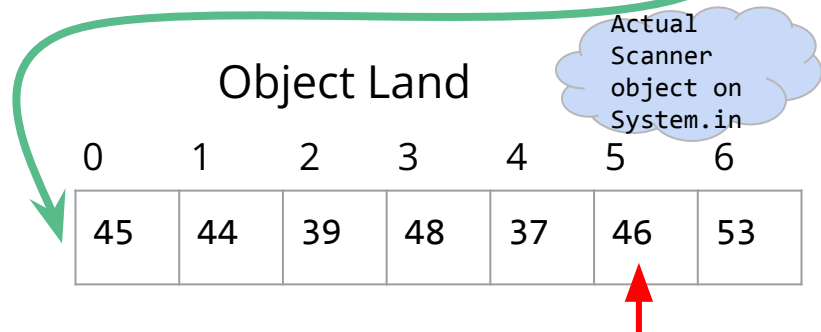 Actual
Scanner
object on
System.in
Object Land
0 1 2 3 4 5 6
45 44 39 48 37 46 53